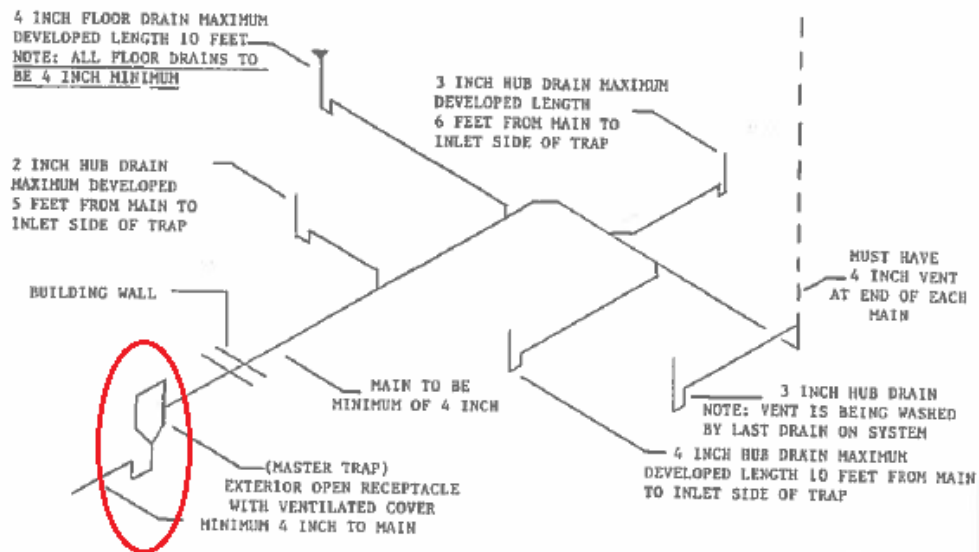 4 INCH FLOOR DRAIN MAXIMUM
DEVELOPED LENGTH 10 FEET
NOTE: ALL FLOOR DRAINS TO
BE 4 INCH MINIMUM
3 INCH HUB DRAIN MAXIMUM
DEVELOPED LENGTH
6 FEET FROM MAIN TO
INLET SIDE OF TRAP
2 INCH HUB DRAIN
MAXIMUM DEVELOPED
5 FEET FROM MAIN TO
INLET SIDE OF TRAP
MUST HAVE
4 INCH VENT
AT END OF EACH
MAIN
BUILDING WALL
MAIN TO BE
MINIMUM OF 4 INCH
3 INCH HUB DRAIN
NOTE: VENT IS BEING WASHED
BY LAST DRAIN ON SYSTEM
4 INCH HUB DRAIN MAXIMUM
DEVELOPED LENGTH 10 FEET FROM MAIN
TO INLET SIDE OF TRAP
(MASTER TRAP)
EXTERIOR OPEN RECEPTACLE
WITH VENTILATED COVER
MINIMUM 4 INCH TO MAIN